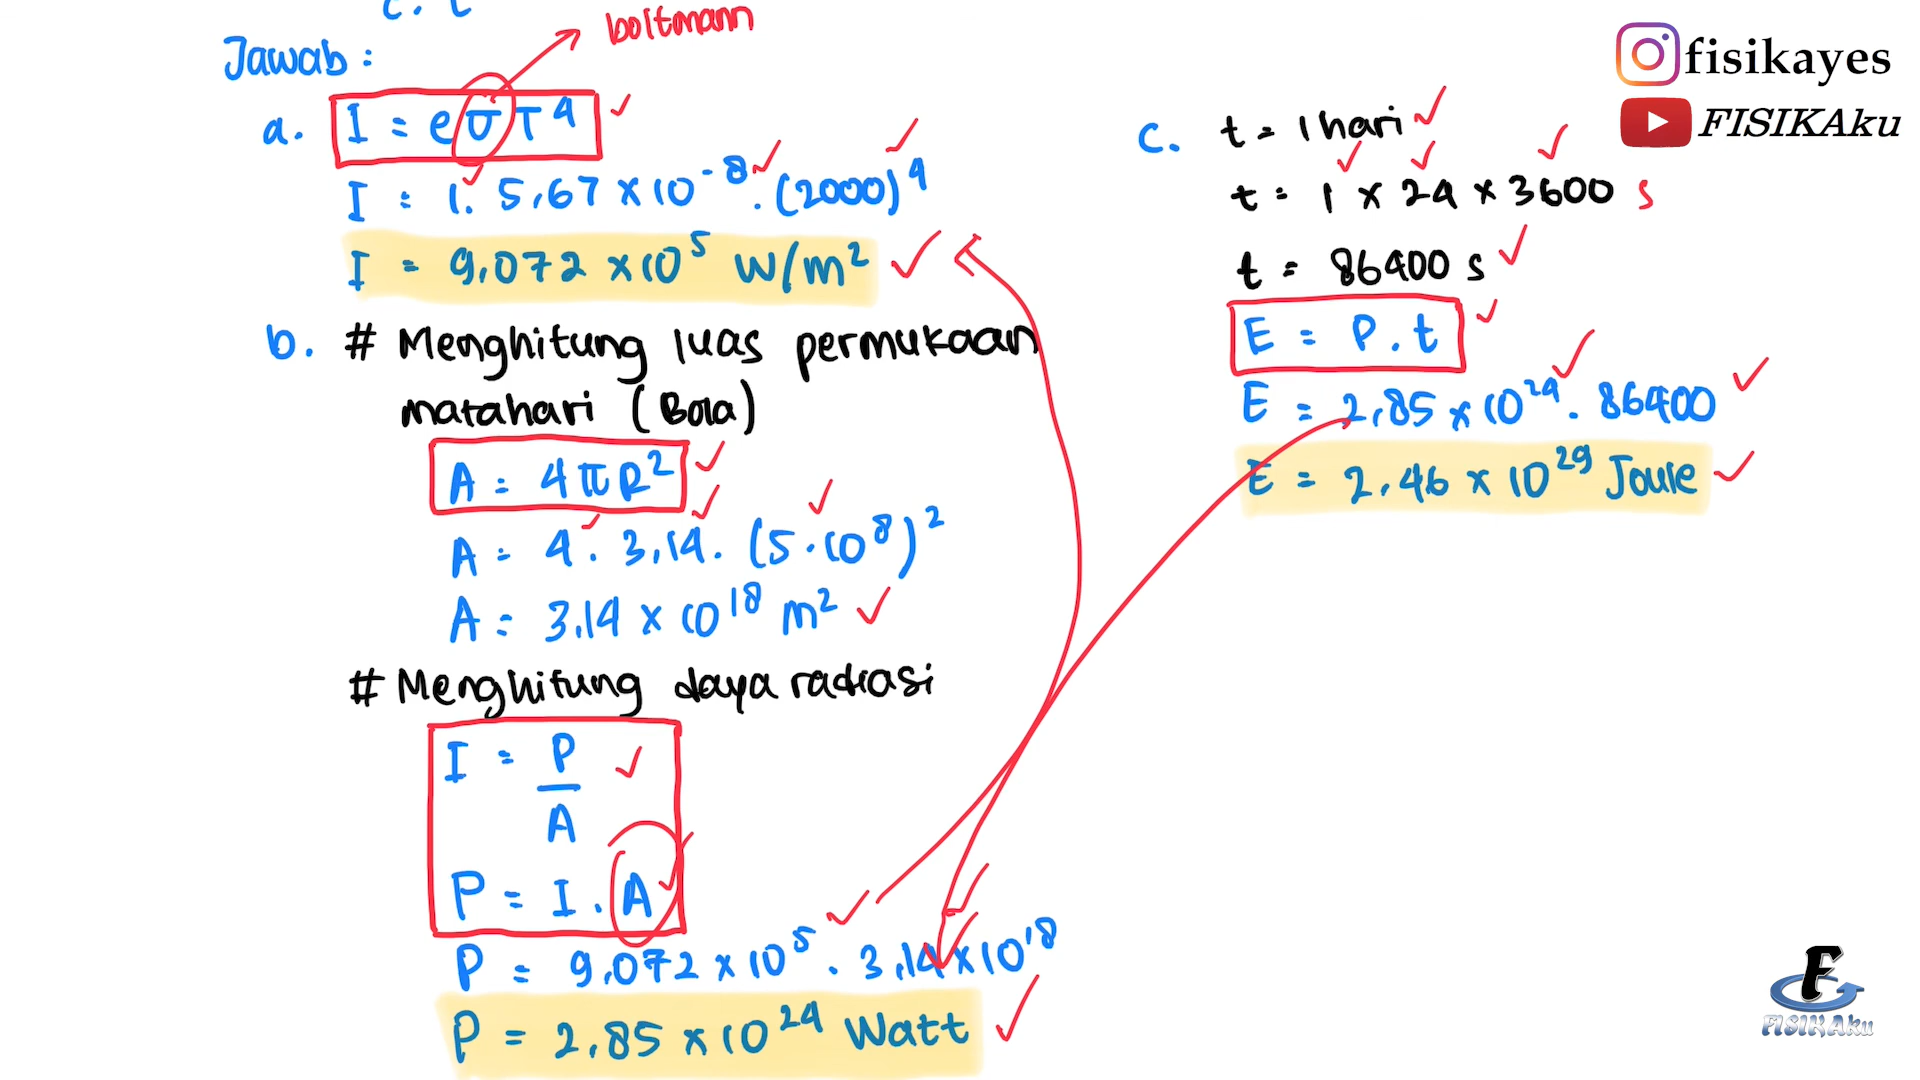 c. t
boltmann
Jawab :
a. I = eσT⁴
I = 1. 5,67 × 10⁻⁸ . (2000)⁴
I = 9,072 × 10⁵ W/m²
b. # Menghitung luas permukaan
matahari (Bola)
A = 4πR²
A = 4 . 3,14 . (5 . 10⁸)²
A = 3,14 × 10¹⁸ m²
# Menghitung daya radiasi
I = P/A
P = I . A
P = 9,072 × 10⁵ . 3,14 × 10¹⁸
P = 2,85 × 10²⁴ Watt
c. t = 1 hari
t = 1 × 24 × 3600 s
t = 86400 s
E = P . t
E = 2,85 × 10²⁴ . 86400
E = 2,46 × 10²⁹ Joule
fisikayes
FISIKAku
F
FISIKAku